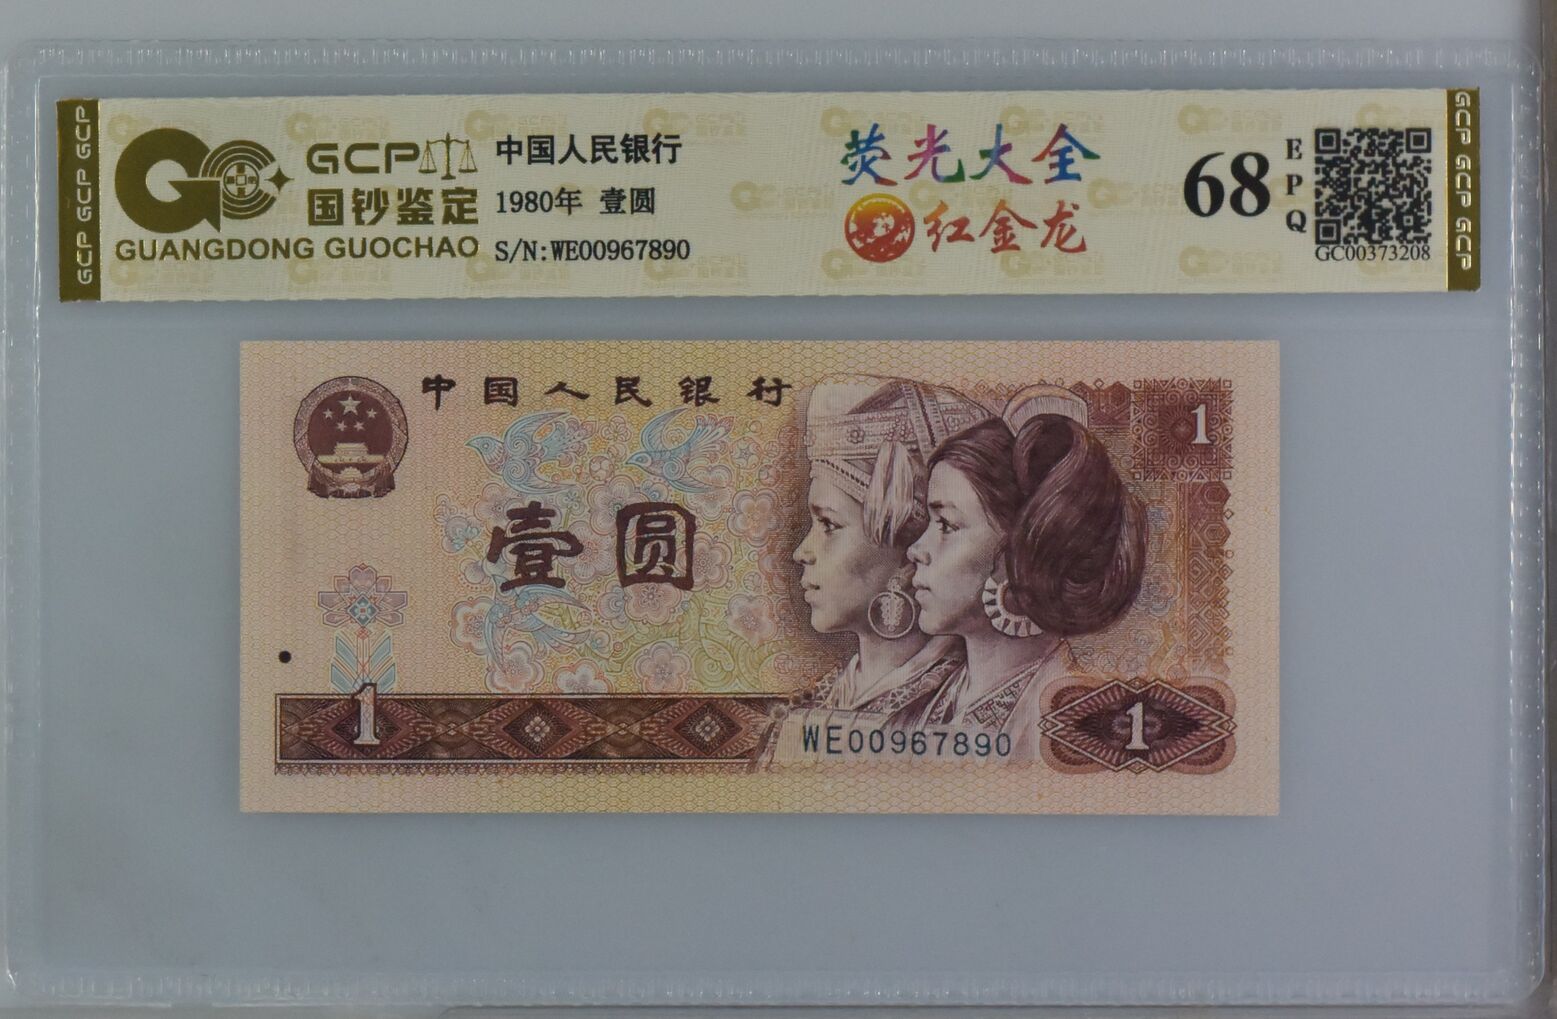 GCP GCP GCP
GCP
国钞鉴定
GUANGDONG GUOCHAO
中国人民银行
1980年 壹圆
S/N:WE00967890
荧光大全
红金龙
68
EPQ
GC00373208
GCP GCP GCP
中国人民银行
1
壹圆
1
WE00967890
1